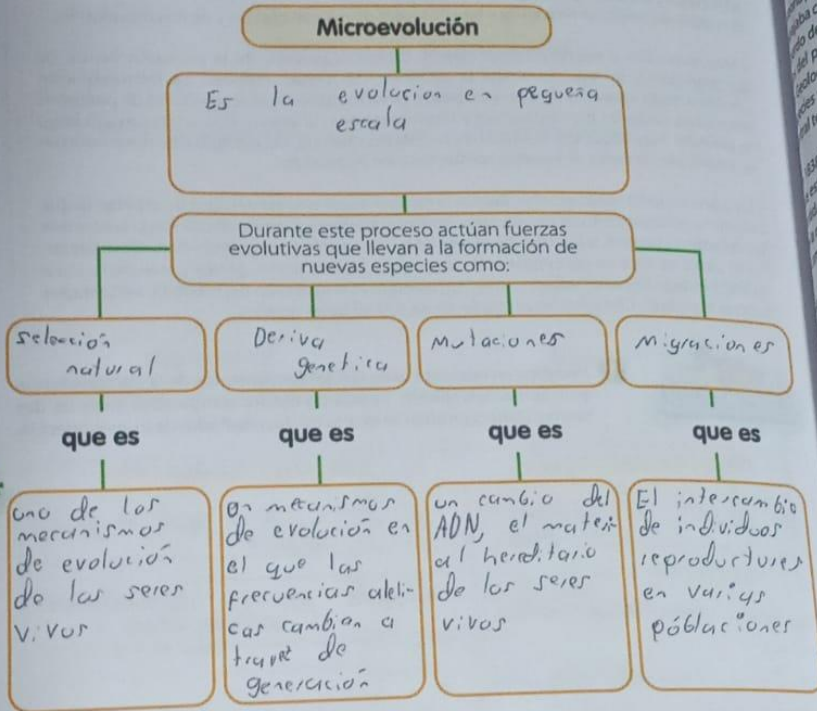 Microevolución
Es la evolucion en pequeña
escala
Durante este proceso actúan fuerzas
evolutivas que llevan a la formación de
nuevas especies como:
selección
natural
Deriva
genetica
Mutaciones
Migraciones
que es
que es
que es
que es
uno de los
mecanismos
de evolución
de los seres
vivos
un mecanismos
de evolución en
el que las
frecuencias aleli-
cas cambian a
travez de
generación
un cambio del
ADN, el materi
al hereditario
de los seres
vivos
El intercambio
de individuos
reproductores
en varias
poblaciones